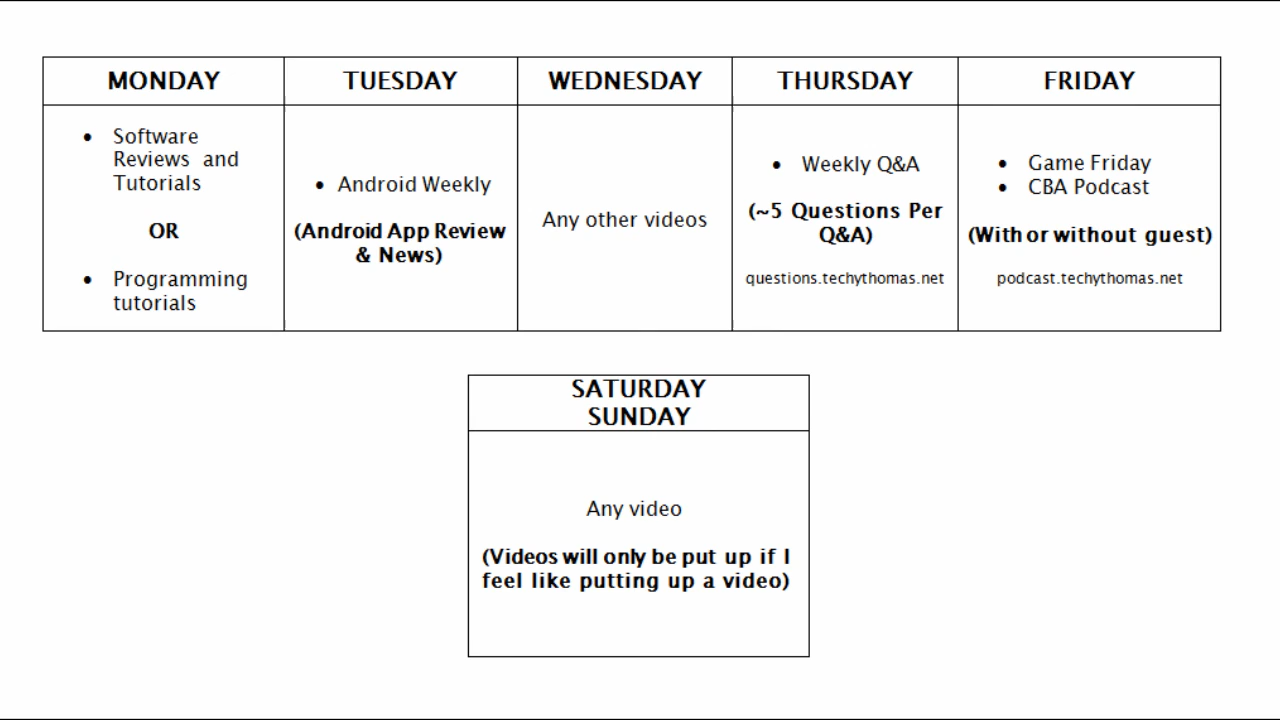 MONDAY
TUESDAY
WEDNESDAY
THURSDAY
FRIDAY
• Software
Reviews and
Tutorials
OR
• Programming
tutorials
• Android Weekly
(Android App Review
& News)
Any other videos
• Weekly Q&A
(~5 Questions Per
Q&A)
questions.techythomas.net
• Game Friday
• CBA Podcast
(With or without guest)
podcast.techythomas.net
SATURDAY
SUNDAY
Any video
(Videos will only be put up if I
feel like putting up a video)